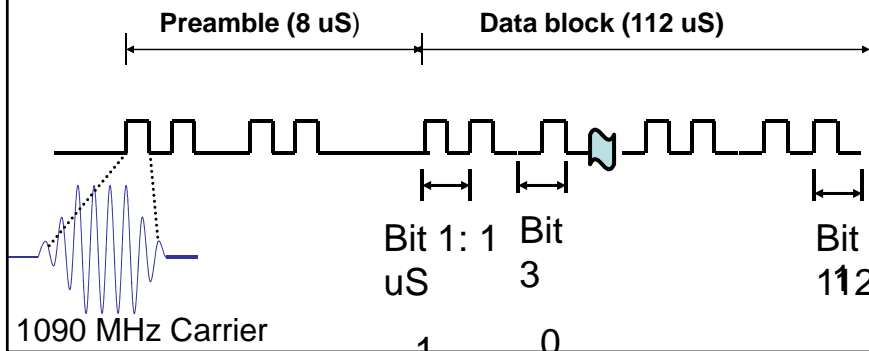 Preamble (8 uS)
Data block (112 uS)
Bit 1: 1
uS
Bit
3
Bit
112
1090 MHz Carrier
1
0
1